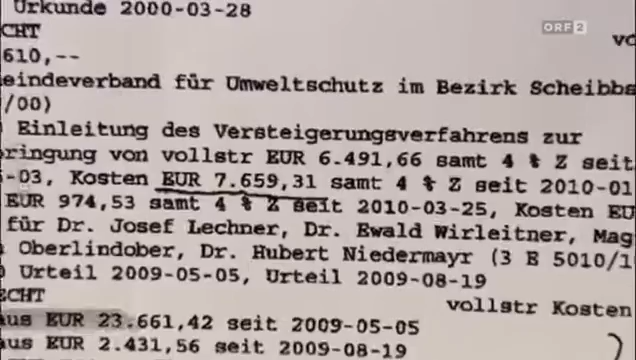 Urkunde 2000-03-28
ORF 2
CHT
610,--
eindeverband für Umweltschutz im Bezirk Scheibbs
/00)
Einleitung des Versteigerungsverfahrens zur
ringung von vollstr EUR 6.491,66 samt 4 % Z seit
-03, Kosten EUR 7.659,31 samt 4 % Z seit 2010-01
EUR 974,53 samt 4 % Z seit 2010-03-25, Kosten EU
für Dr. Josef Lechner, Dr. Ewald Wirleitner, Mag
Oberlindober, Dr. Hubert Niedermayr (3 E 5010/1
Urteil 2009-05-05, Urteil 2009-08-19
ECHT vollstr Kosten
aus EUR 23.661,42 seit 2009-05-05
aus EUR 2.431,56 seit 2009-08-19